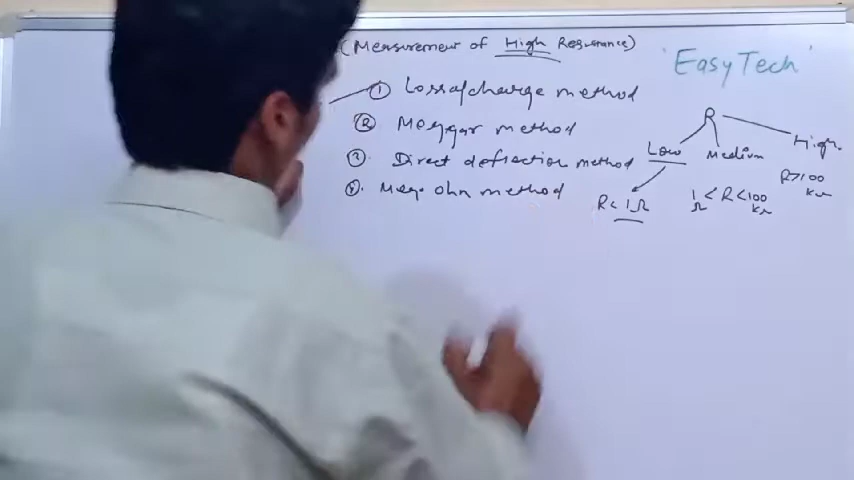 (Measurement of High Resistance)
'EasyTech'
① Loss of charge method
② Meggar method
③. Direct deflection method
④. Mega ohm method
R
Low Medium High.
R < 1Ω
1Ω < R < 100 KΩ
R > 100 KΩ